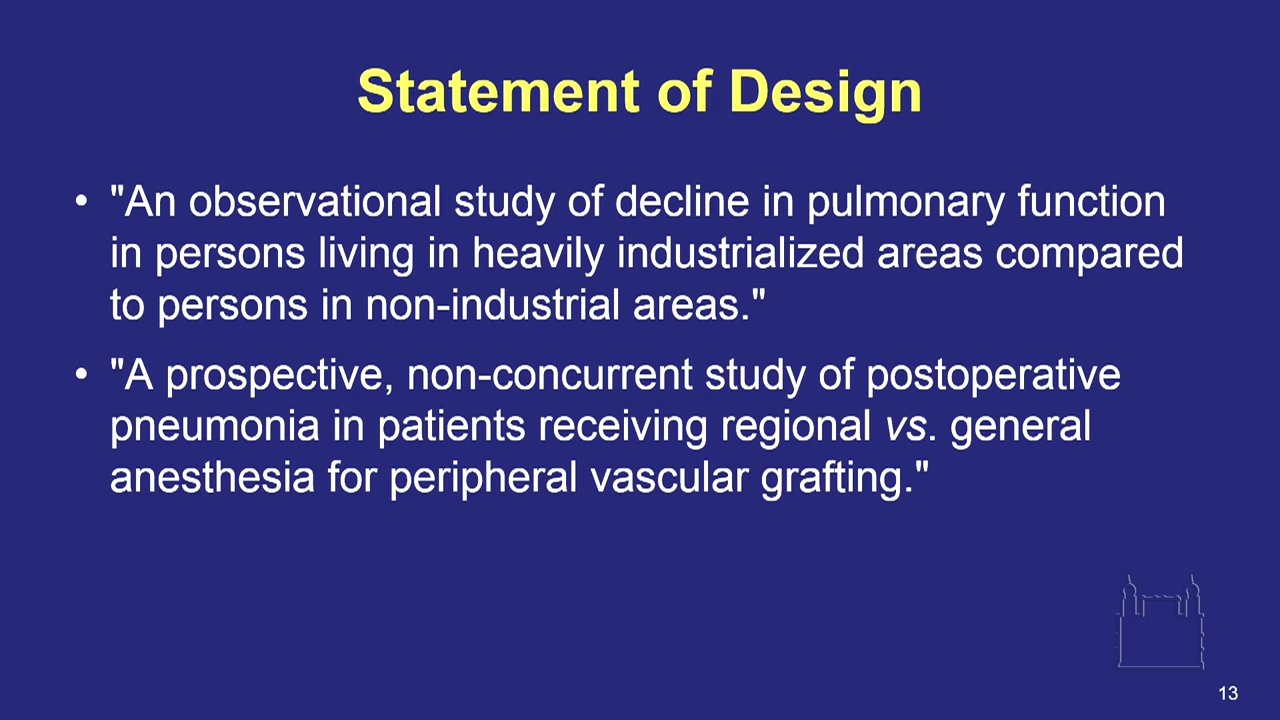 Statement of Design
• "An observational study of decline in pulmonary function
in persons living in heavily industrialized areas compared
to persons in non-industrial areas."
• "A prospective, non-concurrent study of postoperative
pneumonia in patients receiving regional vs. general
anesthesia for peripheral vascular grafting."
13